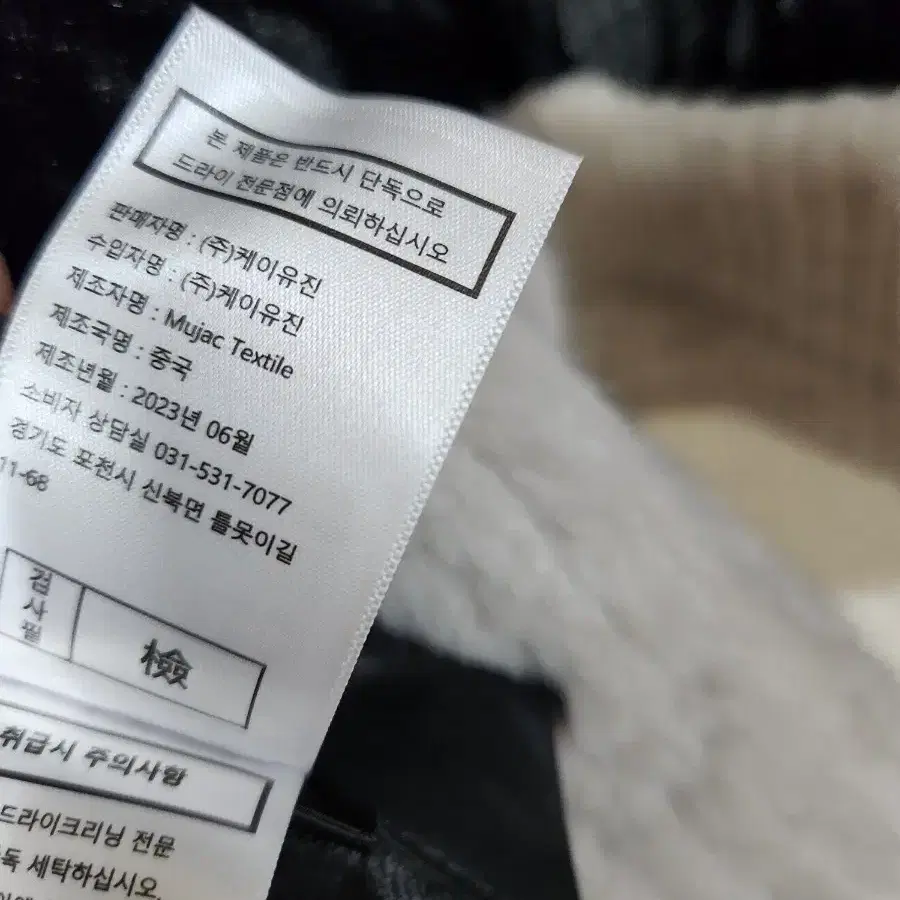 본 제품은 반드시 단독으로
드라이 전문점에 의뢰하십시오
판매자명 : (주)케이유진
수입자명 : (주)케이유진
제조자명 : Mujac Textile
제조국명 : 중국
제조년월 : 2023년 06월
소비자 상담실 031-531-7077
경기도 포천시 신북면 틀못이길
11-68
검사필
檢
취급시 주의사항
드라이크리닝 전문
독 세탁하십시오.